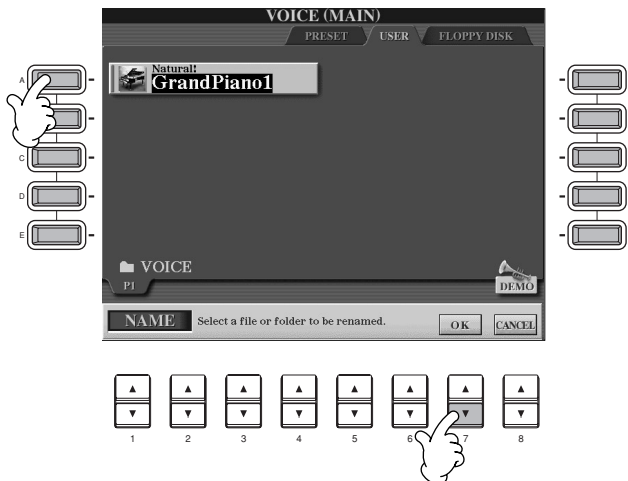 VOICE (MAIN)
PRESET USER FLOPPY DISK
A
Natural!
GrandPiano1
C
D
E
VOICE
P1
DEMO
NAME Select a file or folder to be renamed. OK CANCEL
1 2 3 4 5 6 7 8